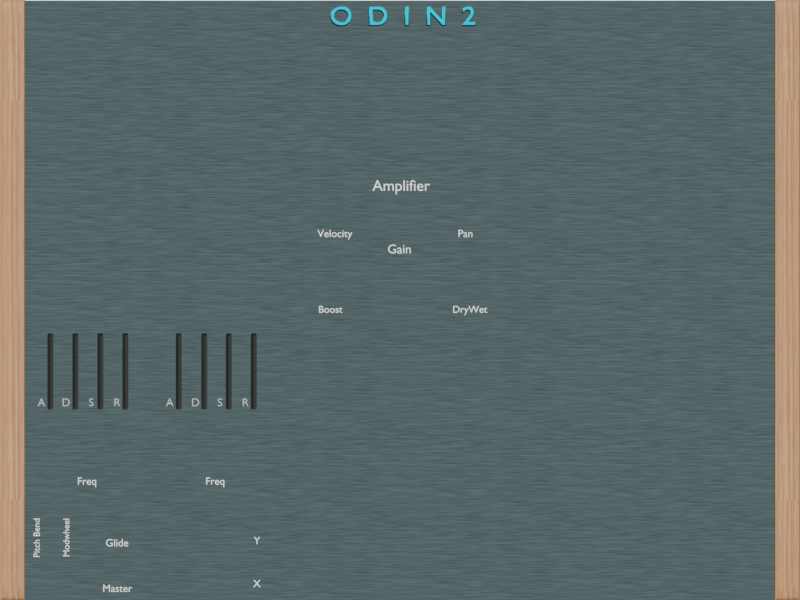 ODIN2
Amplifier
Velocity
Pan
Gain
Boost
DryWet
A D S R
A D S R
Freq
Freq
Pitch Bend
Modwheel
Glide
Y
Master
X